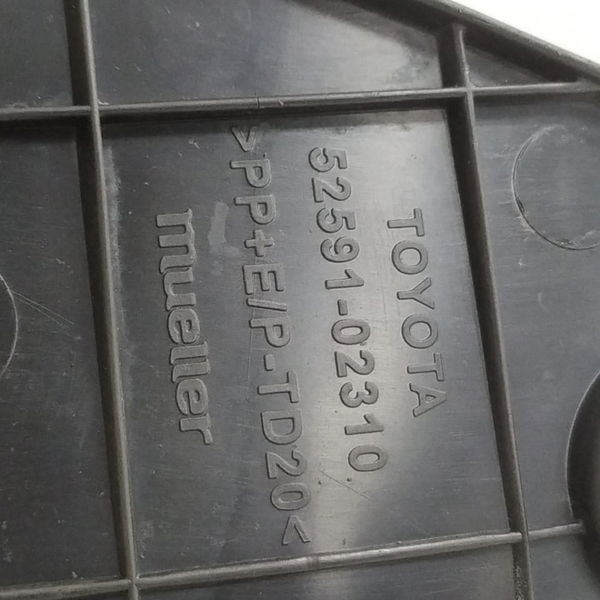 TOYOTA
52591-02310
>PP+E/P-TD20<
mueller